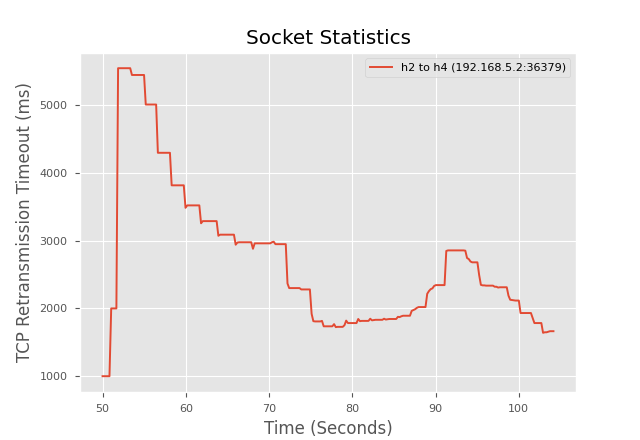 Socket Statistics
h2 to h4 (192.168.5.2:36379)
TCP Retransmission Timeout (ms)
5000
4000
3000
2000
1000
50 60 70 80 90 100
Time (Seconds)